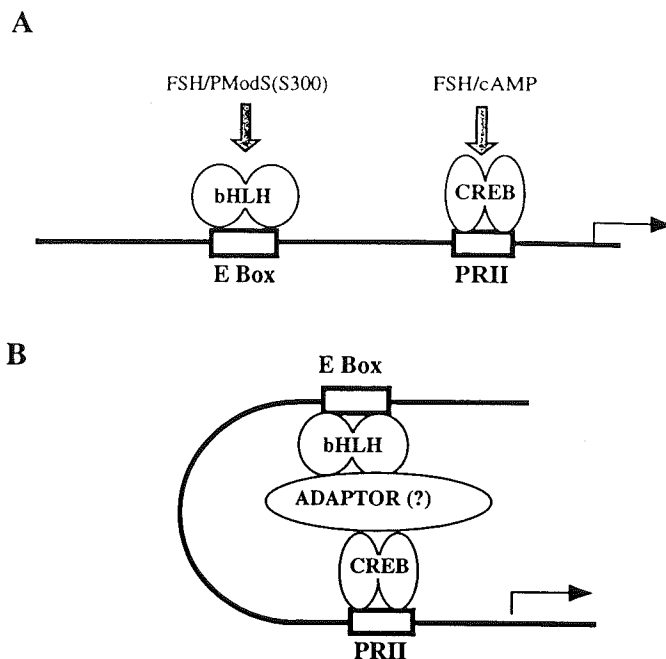 A
FSH/PModS(S300)
FSH/cAMP
bHLH
CREB
E Box
PRII
B
E Box
bHLH
ADAPTOR (?)
CREB
PRII